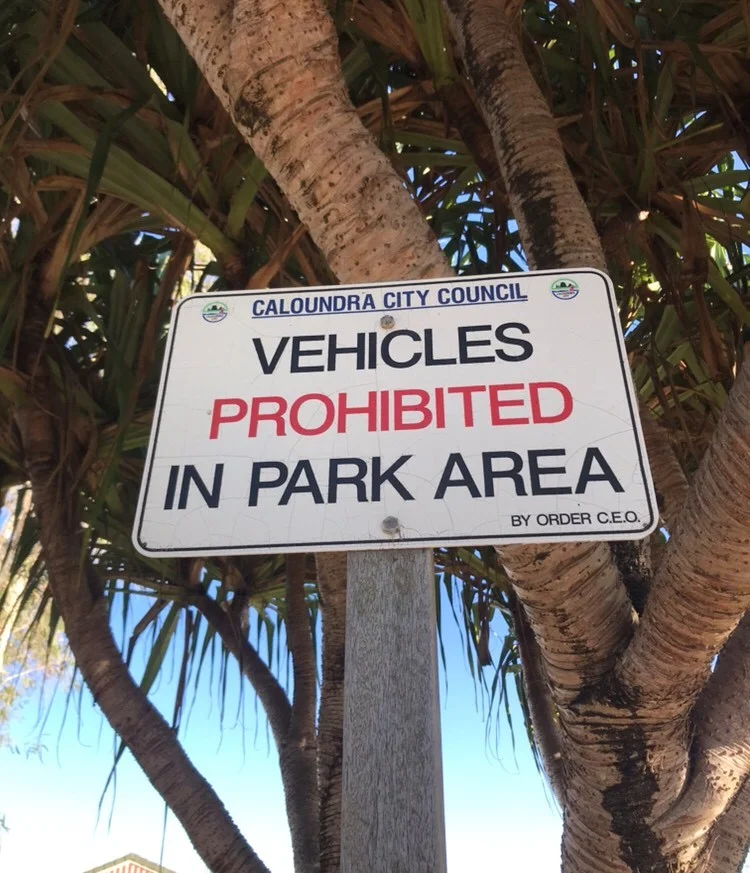 CALOUNDRA CITY COUNCIL
VEHICLES
PROHIBITED
IN PARK AREA
BY ORDER C.E.O.